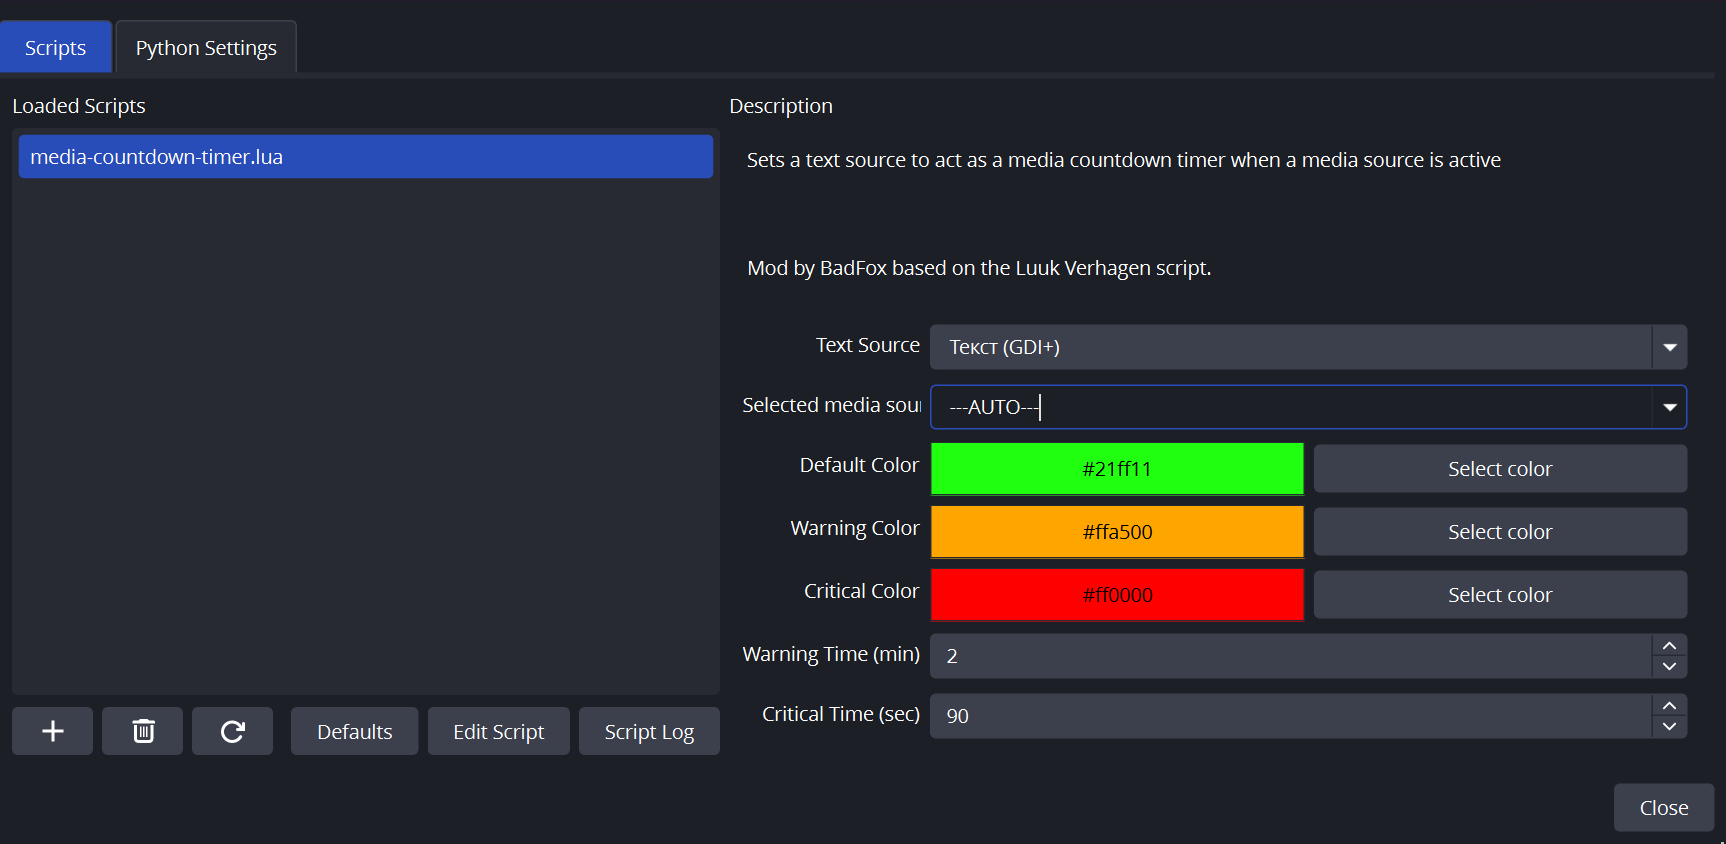 Scripts
Python Settings
Loaded Scripts
media-countdown-timer.lua
Description
Sets a text source to act as a media countdown timer when a media source is active
Mod by BadFox based on the Luuk Verhagen script.
Text Source
Текст (GDI+)
Selected media sour
---AUTO---
Default Color
#21ff11
Select color
Warning Color
#ffa500
Select color
Critical Color
#ff0000
Select color
Warning Time (min)
2
Critical Time (sec)
90
Defaults
Edit Script
Script Log
Close